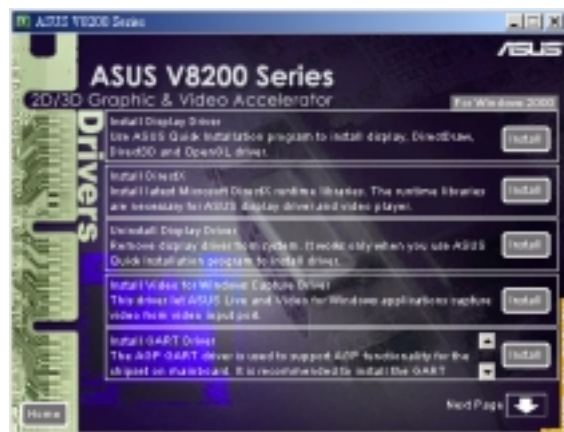 ASUS V8200 Series
ASUS
ASUS V8200 Series
2D/3D Graphic & Video Accelerator
For Windows 2000
Drivers
Install Display Driver
Use ASUS Quick Installation program to install display, DirectDraw,
Direct3D and OpenGL driver.
Install
Install DirectX
Install latest Microsoft DirectX runtime libraries. The runtime libraries
are necessary for ASUS display driver and video player.
Install
Uninstall Display Driver
Remove display driver from system. It works only when you use ASUS
Quick Installation program to install driver.
Install
Install Video for Windows Capture Driver
This driver let ASUS Live and Video for Windows applications capture
video from video input port.
Install
Install GART Driver
The AGP GART driver is used to support AGP functionality for the
chipset on mainboard. It is recommended to install the GART
Install
Home
Next Page